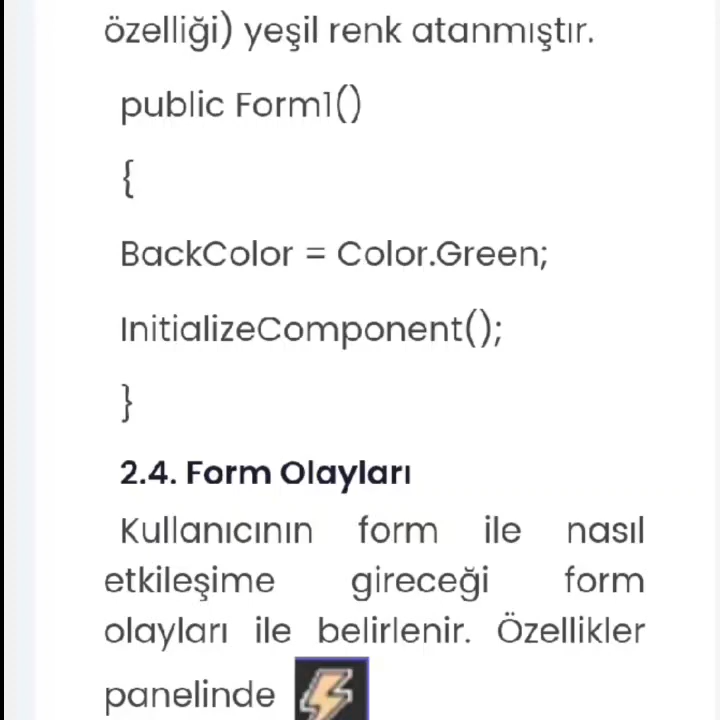 özelliği) yeşil renk atanmıştır.
public Form1()
{
BackColor = Color.Green;
InitializeComponent();
}
2.4. Form Olayları
Kullanıcının form ile nasıl
etkileşime gireceği form
olayları ile belirlenir. Özellikler
panelinde